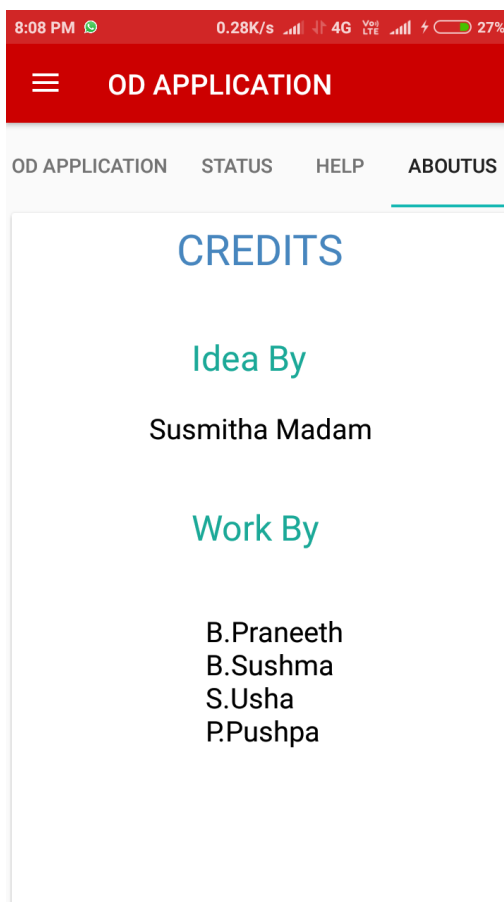 8:08 PM 0.28K/s 4G VoLTE 27%
OD APPLICATION
OD APPLICATION STATUS HELP ABOUTUS
CREDITS
Idea By
Susmitha Madam
Work By
B.Praneeth
B.Sushma
S.Usha
P.Pushpa